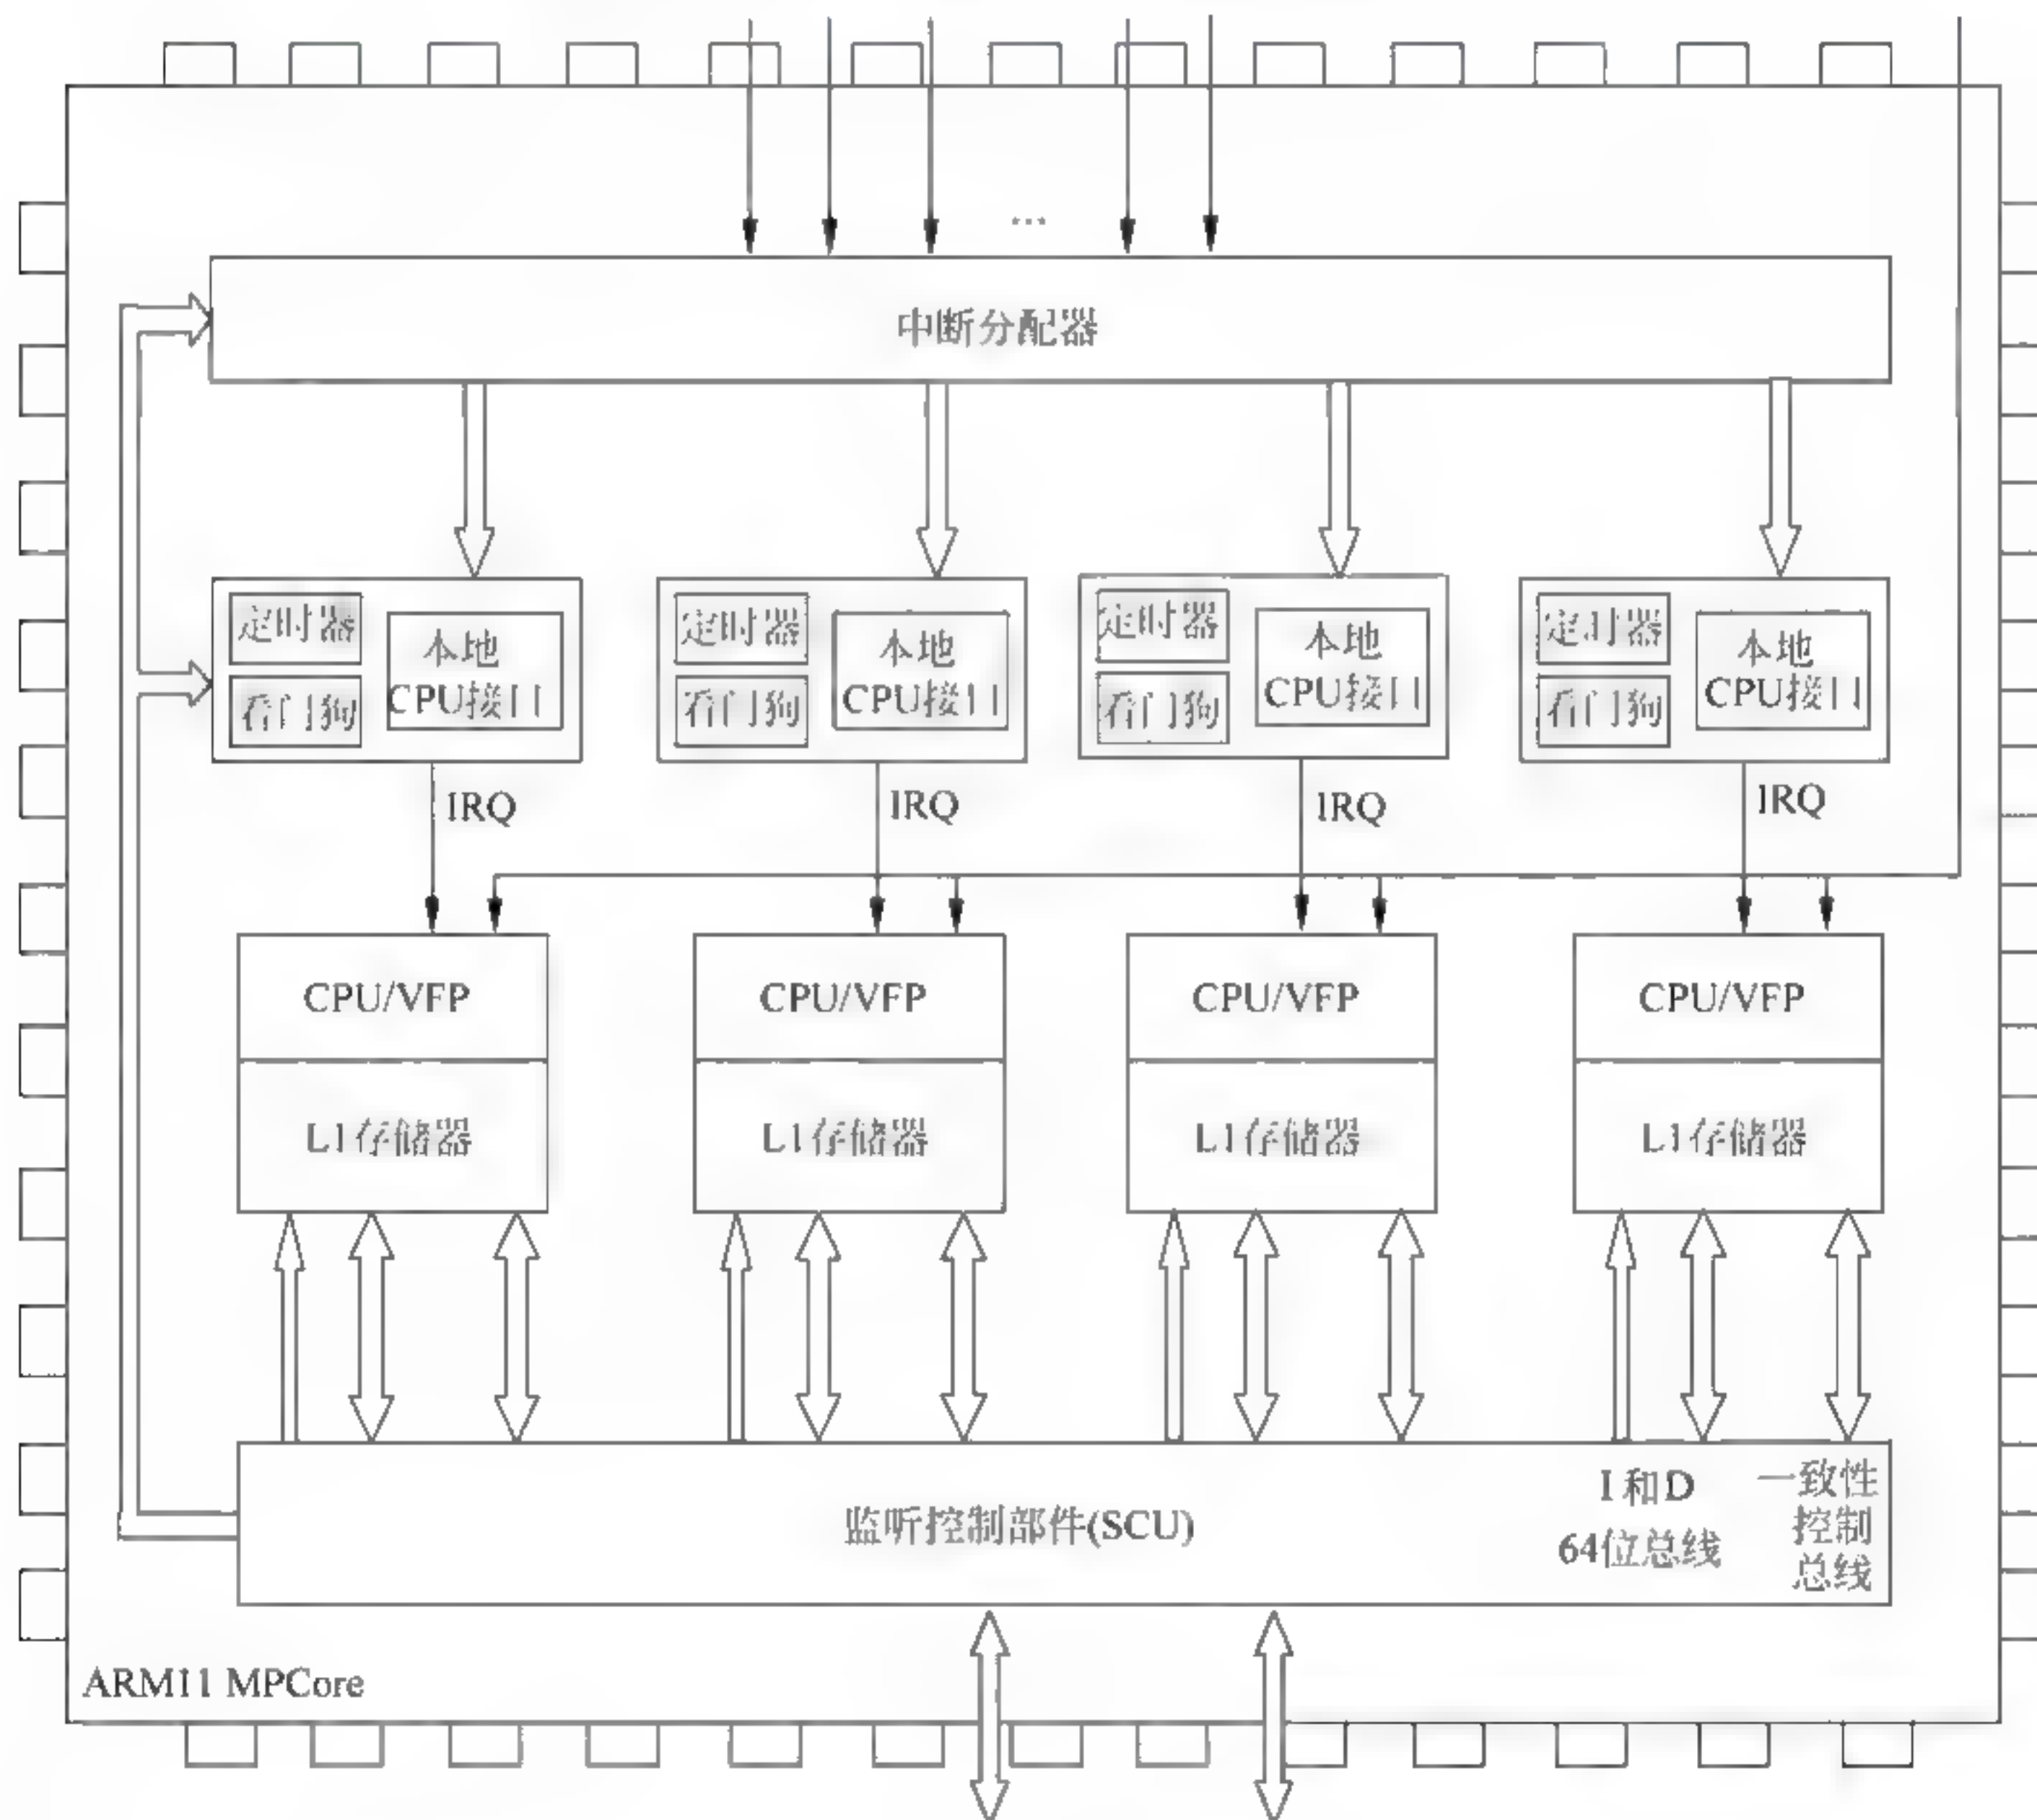 ...
中断分配器
定时器
本地
CPU接口
看门狗
定时器
本地
CPU接口
看门狗
定时器
本地
CPU接口
看门狗
定时器
本地
CPU接口
看门狗
IRQ
IRQ
IRQ
IRQ
CPU/VFP
CPU/VFP
CPU/VFP
CPU/VFP
L1存储器
L1存储器
L1存储器
L1存储器
监听控制部件(SCU)
I和D
64位总线
一致性
控制
总线
ARM11 MPCore